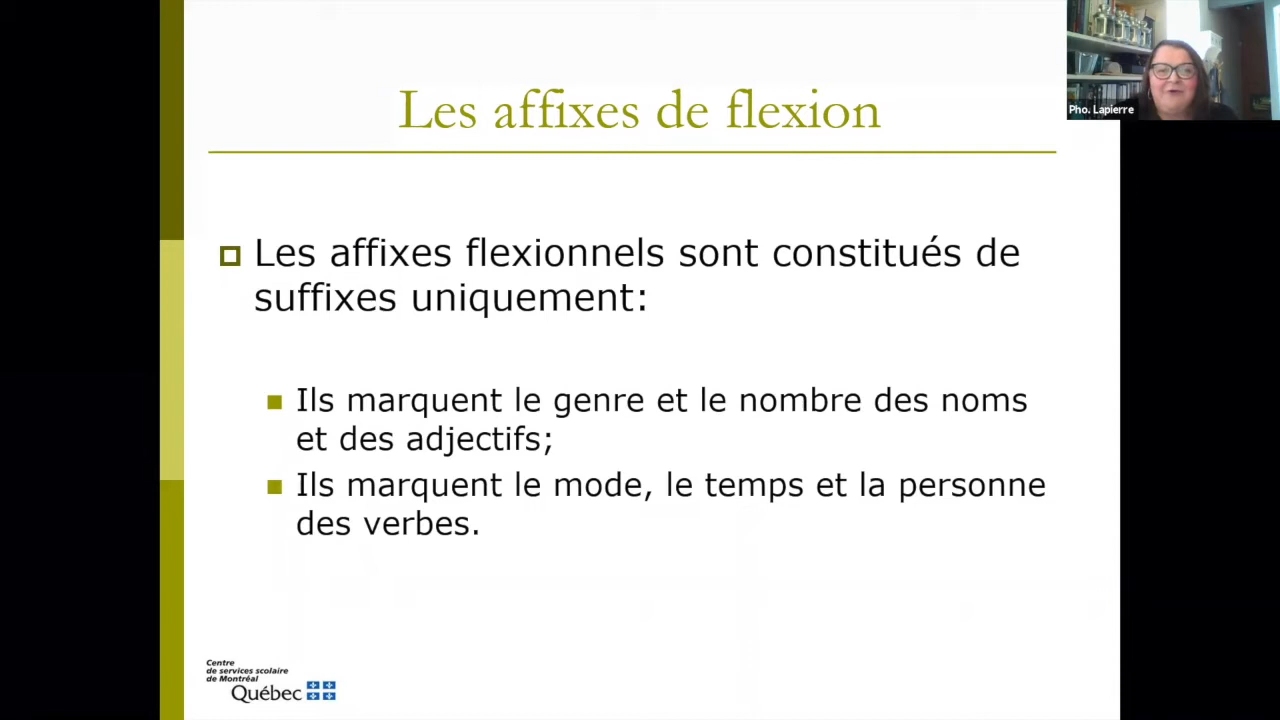 Les affixes de flexion
Pho. Lapierre
Les affixes flexionnels sont constitués de
suffixes uniquement:
Ils marquent le genre et le nombre des noms
et des adjectifs;
Ils marquent le mode, le temps et la personne
des verbes.
Centre
de services scolaire
de Montréal
Québec